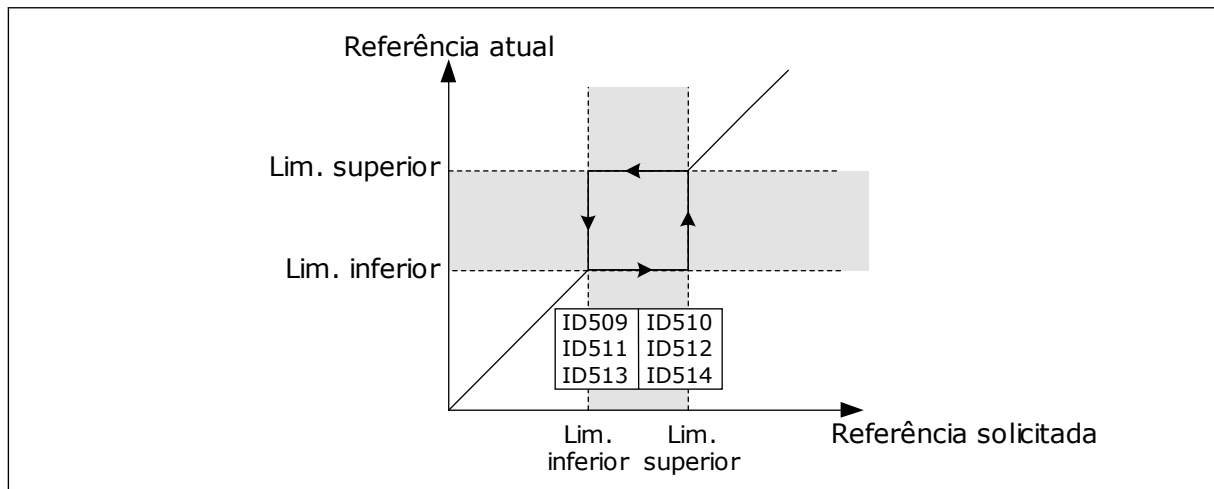 Referência atual
Lim. superior
Lim. inferior
ID509 ID510
ID511 ID512
ID513 ID514
Lim. inferior
Lim. superior
Referência solicitada